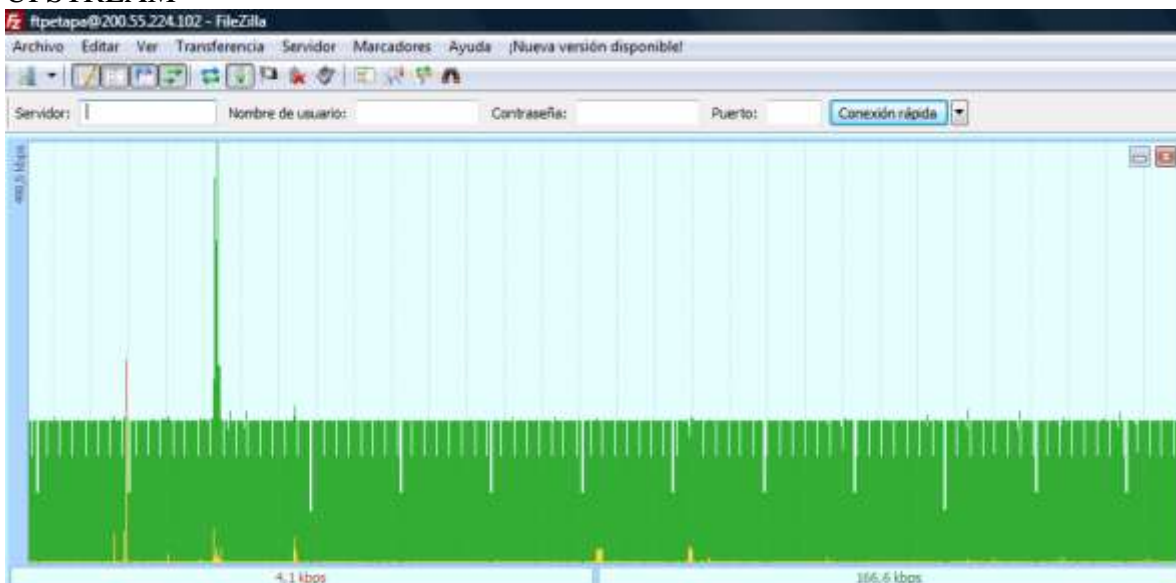 UPSTREAM
ftpetapa@200.55.224.102 - FileZilla
Archivo Editar Ver Transferencia Servidor Marcadores Ayuda ¡Nueva versión disponible!
Servidor: Nombre de usuario: Contraseña: Puerto: Conexión rápida
kbps
4.1 kbps 166.6 kbps